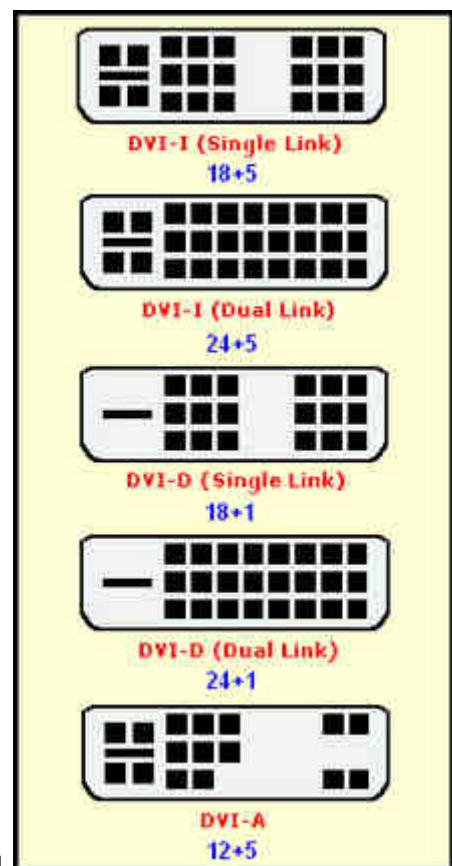 DVI-I (Single Link)
18+5
DVI-I (Dual Link)
24+5
DVI-D (Single Link)
18+1
DVI-D (Dual Link)
24+1
DVI-A
12+5